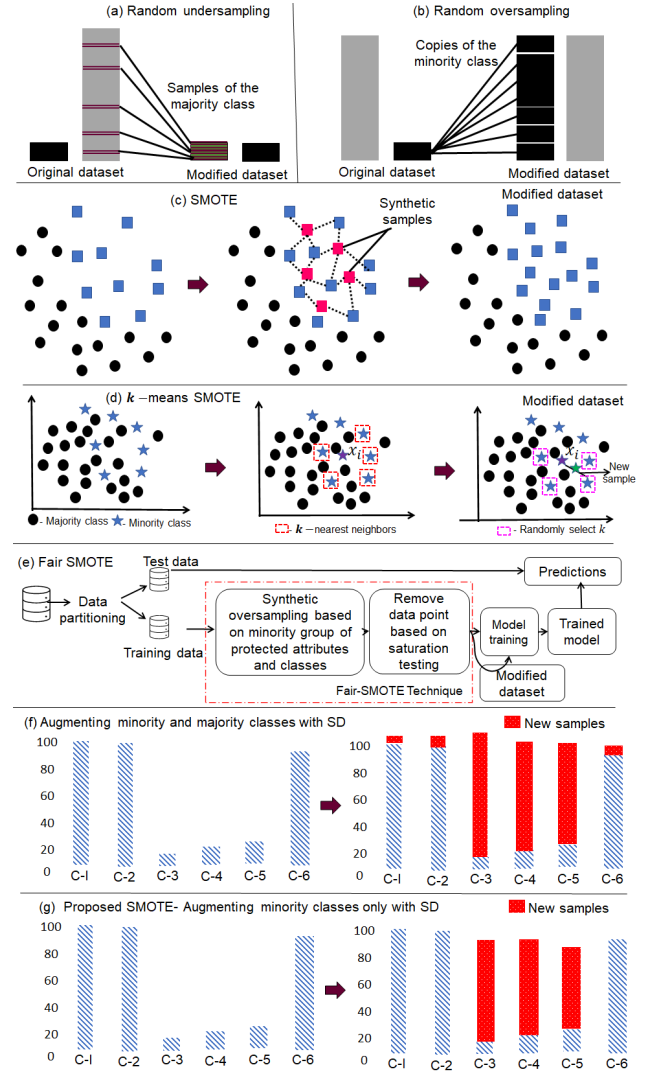 (a) Random undersampling
Samples of the
majority class
Original dataset
Modified dataset
(b) Random oversampling
Copies of the
minority class
Original dataset
Modified dataset
(c) SMOTE
Synthetic
samples
Modified dataset
(d) k –means SMOTE
Modified dataset
x_i
x_i
New
sample
- Majority class
- Minority class
- k –nearest neighbors
- Randomly select k
(e) Fair SMOTE
Test data
Data
partitioning
Training data
Synthetic
oversampling based
on minority group of
protected attributes
and classes
Remove
data point
based on
saturation
testing
Fair-SMOTE Technique
Model
training
Trained
model
Modified
dataset
Predictions
(f) Augmenting minority and majority classes with SD
New samples
100
80
60
40
20
0
C-I
C-2
C-3
C-4
C-5
C-6
100
80
60
40
20
0
C-I
C-2
C-3
C-4
C-5
C-6
(g) Proposed SMOTE- Augmenting minority classes only with SD
New samples
100
80
60
40
20
0
C-I
C-2
C-3
C-4
C-5
C-6
100
80
60
40
20
0
C-I
C-2
C-3
C-4
C-5
C-6